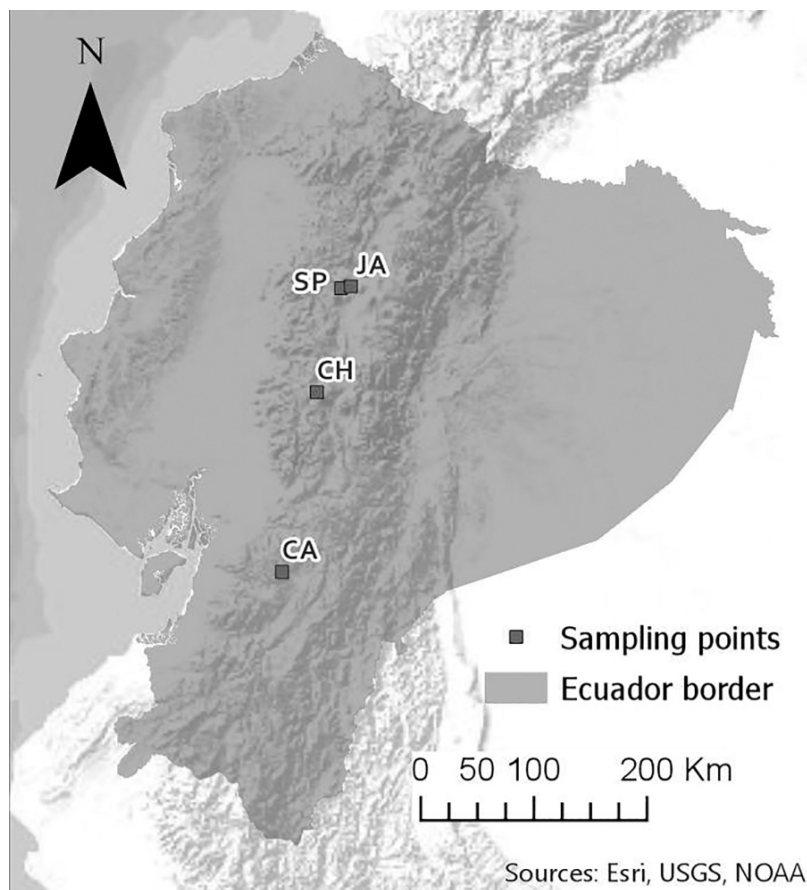 N
SP JA
CH
CA
Sampling points
Ecuador border
0 50 100 200 Km
Sources: Esri, USGS, NOAA